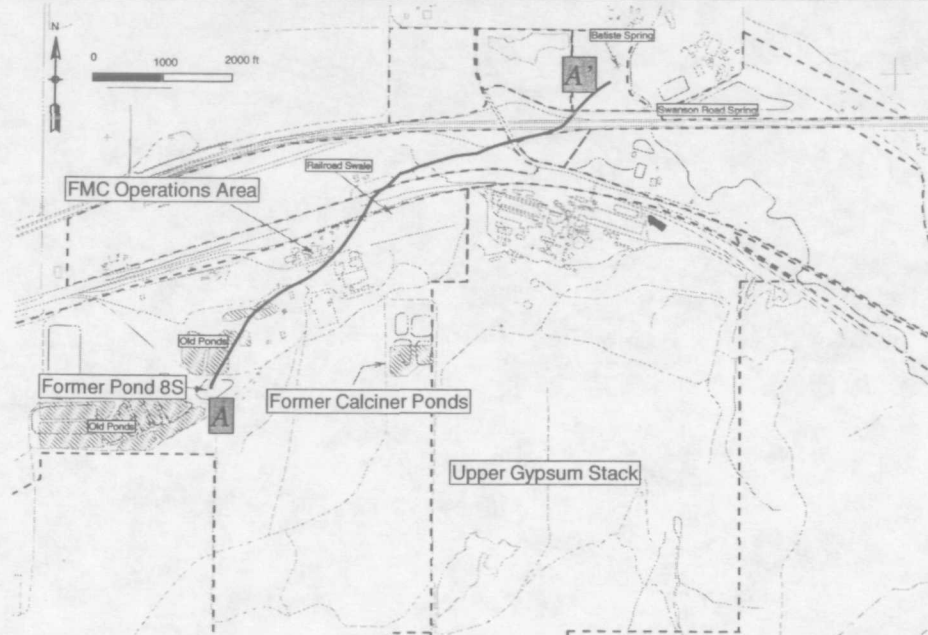 N
0 1000 2000 ft
Batiste Spring
A'
Swanson Road Spring
Railroad Swale
FMC Operations Area
Old Ponds
Former Pond 8S
A
Former Calciner Ponds
Old Ponds
Upper Gypsum Stack